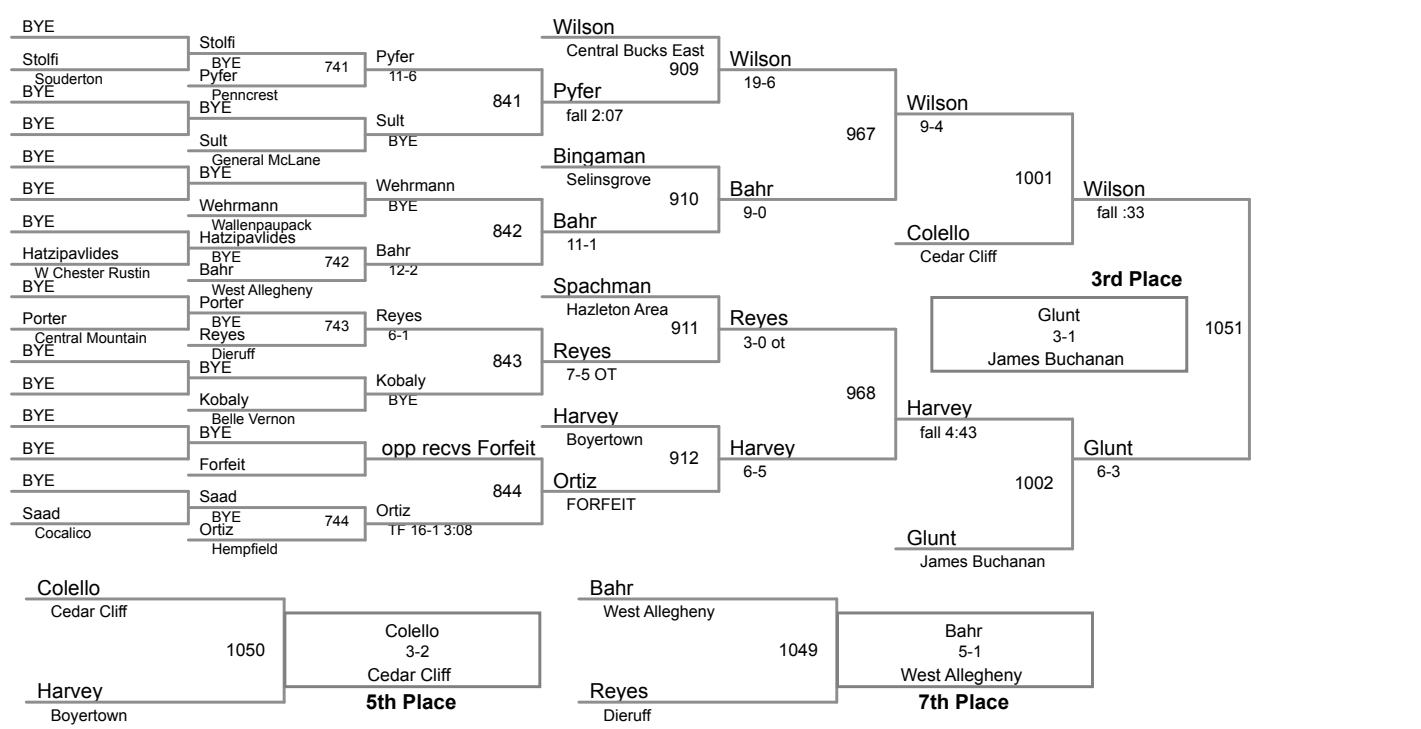 BYE
Stolfi
Souderton
BYE
BYE
BYE
BYE
BYE
Hatzipavlides
W Chester Rustin
BYE
Porter
Central Mountain
BYE
BYE
BYE
BYE
BYE
Saad
Cocalico
Stolfi
BYE
741
Pyfer
Penncrest
BYE
Sult
General McLane
BYE
Wehrmann
Wallenpaupack
Hatzipavlides
BYE
742
Bahr
West Allegheny
Porter
BYE
743
Reyes
Dieruff
BYE
Kobaly
Belle Vernon
BYE
Forfeit
Saad
BYE
744
Ortiz
Hempfield
Pyfer
11-6
841
Sult
BYE
Wehrmann
BYE
842
Bahr
12-2
Reyes
6-1
843
Kobaly
BYE
opp recvs Forfeit
844
Ortiz
TF 16-1 3:08
Wilson
Central Bucks East
909
Pyfer
fall 2:07
Bingaman
Selinsgrove
910
Bahr
11-1
Spachman
Hazleton Area
911
Reyes
7-5 OT
Harvey
Boyertown
912
Ortiz
FORFEIT
Wilson
19-6
967
Bahr
9-0
Reyes
3-0 ot
968
Harvey
6-5
Wilson
9-4
1001
Colello
Cedar Cliff
Harvey
fall 4:43
1002
Glunt
James Buchanan
Wilson
fall :33
1051
Glunt
6-3
3rd Place
Glunt
3-1
James Buchanan
Colello
Cedar Cliff
1050
Harvey
Boyertown
Colello
3-2
Cedar Cliff
5th Place
Bahr
West Allegheny
1049
Reyes
Dieruff
Bahr
5-1
West Allegheny
7th Place